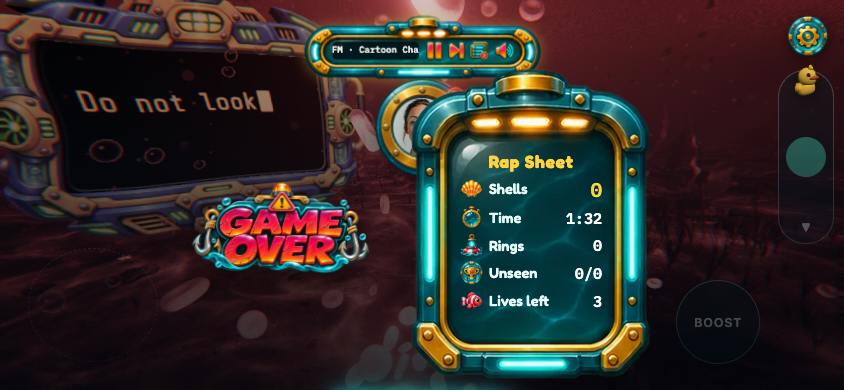 FM · Cartoon Cha
Do not look
GAME
OVER
Rap Sheet
Shells 0
Time 1:32
Rings 0
Unseen 0/0
Lives left 3
BOOST